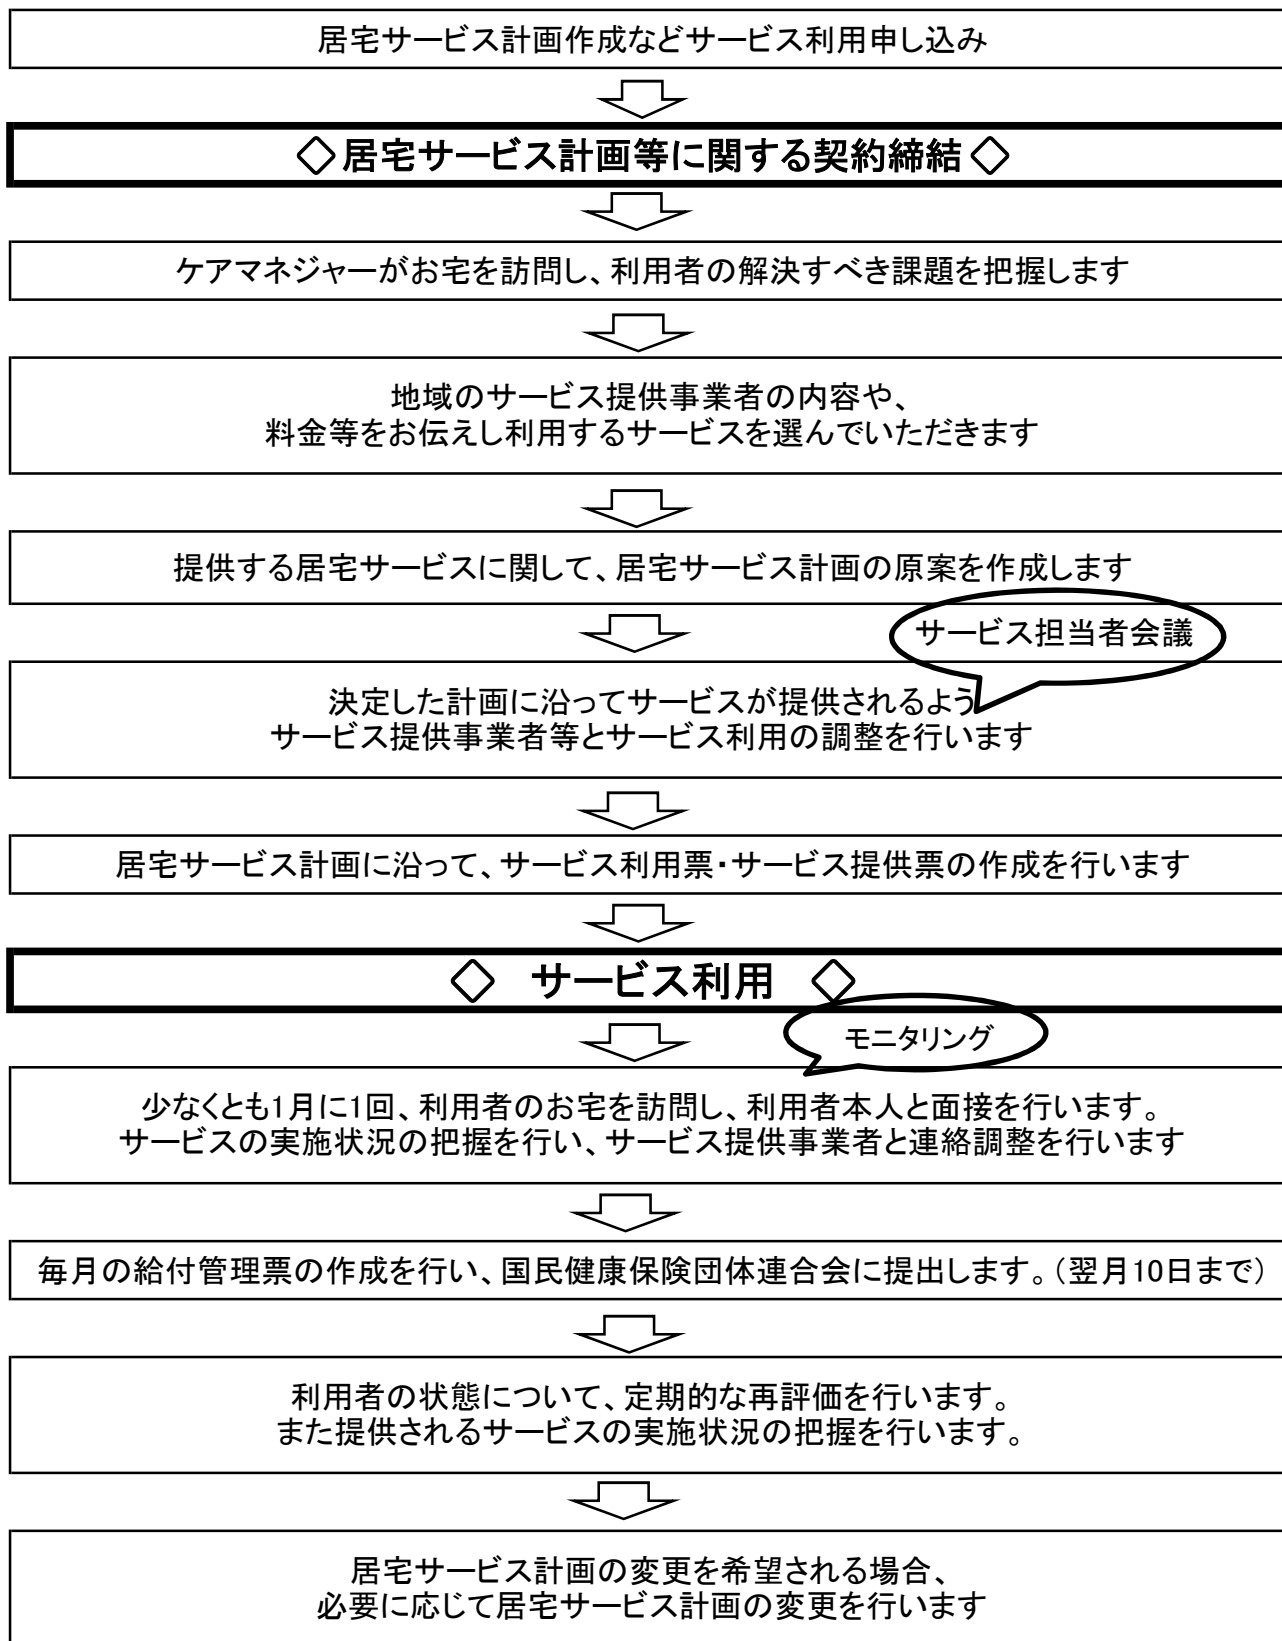 居宅サービス計画作成などサービス利用申し込み
◇居宅サービス計画等に関する契約締結◇
ケアマネジャーがお宅を訪問し、利用者の解決すべき課題を把握します
地域のサービス提供事業者の内容や、
料金等をお伝えし利用するサービスを選んでいただきます
提供する居宅サービスに関して、居宅サービス計画の原案を作成します
サービス担当者会議
決定した計画に沿ってサービスが提供されるよう
サービス提供事業者等とサービス利用の調整を行います
居宅サービス計画に沿って、サービス利用票・サービス提供票の作成を行います
◇　サービス利用　◇
モニタリング
少なくとも1月に1回、利用者のお宅を訪問し、利用者本人と面接を行います。
サービスの実施状況の把握を行い、サービス提供事業者と連絡調整を行います
毎月の給付管理票の作成を行い、国民健康保険団体連合会に提出します。（翌月10日まで）
利用者の状態について、定期的な再評価を行います。
また提供されるサービスの実施状況の把握を行います。
居宅サービス計画の変更を希望される場合、
必要に応じて居宅サービス計画の変更を行います